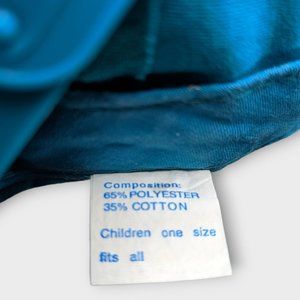 Composition:
65% POLYESTER
35% COTTON
Children one size
fits all